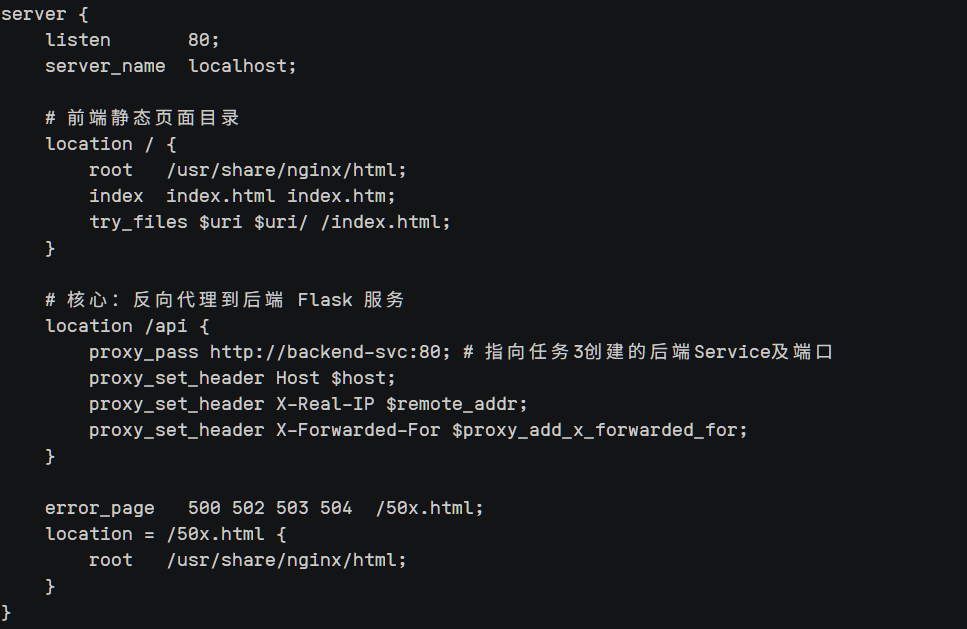 server {
    listen       80;
    server_name  localhost;

    # 前端静态页面目录
    location / {
        root   /usr/share/nginx/html;
        index  index.html index.htm;
        try_files $uri $uri/ /index.html;
    }

    # 核心：反向代理到后端 Flask 服务
    location /api {
        proxy_pass http://backend-svc:80; # 指向任务3创建的后端Service及端口
        proxy_set_header Host $host;
        proxy_set_header X-Real-IP $remote_addr;
        proxy_set_header X-Forwarded-For $proxy_add_x_forwarded_for;
    }

    error_page   500 502 503 504  /50x.html;
    location = /50x.html {
        root   /usr/share/nginx/html;
    }
}